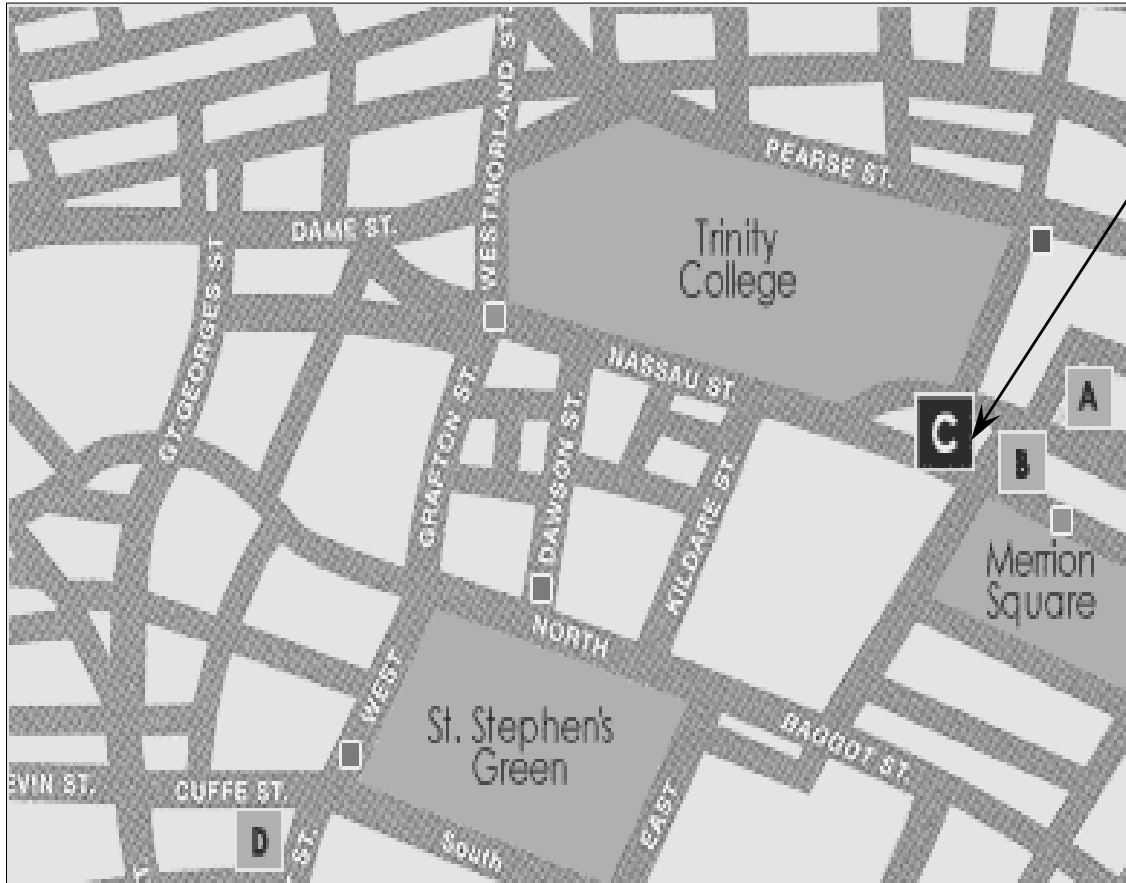 WESTMORLAND ST.
PEARSE ST.
DAME ST.
Trinity
College
GT.GEORGES ST
NASSAU ST.
A
C
B
GRAFTON ST.
DAWSON ST.
KILDARE ST.
Merrion
Square
NORTH
WEST
St. Stephen's
Green
BAGGOT ST.
EVIN ST.
CUFFE ST.
EAST
D
ST.
South
T